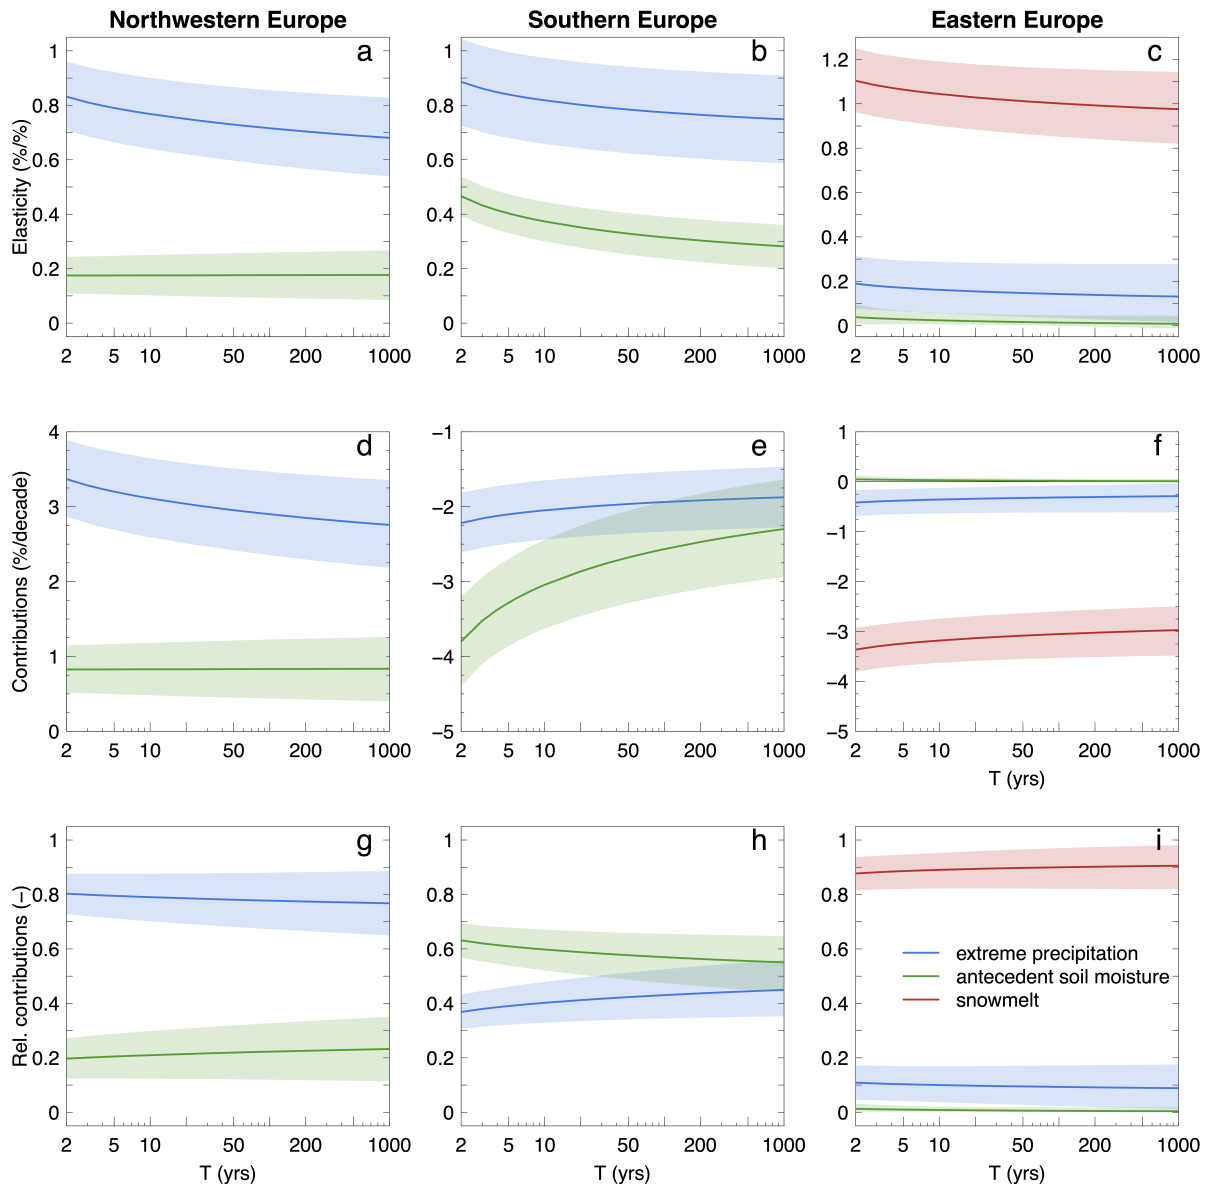 Northwestern Europe
Southern Europe
Eastern Europe
a
b
c
Elasticity (%/%)
1
0.8
0.6
0.4
0.2
0
2 5 10 50 200 1000
1
0.8
0.6
0.4
0.2
0
2 5 10 50 200 1000
1.2
1
0.8
0.6
0.4
0.2
0
2 5 10 50 200 1000
d
e
f
Contributions (%/decade)
4
3
2
1
0
2 5 10 50 200 1000
−1
−2
−3
−4
−5
2 5 10 50 200 1000
1
0
−1
−2
−3
−4
−5
2 5 10 50 200 1000
T (yrs)
g
h
i
Rel. contributions (−)
1
0.8
0.6
0.4
0.2
0
2 5 10 50 200 1000
T (yrs)
1
0.8
0.6
0.4
0.2
0
2 5 10 50 200 1000
T (yrs)
1
0.8
0.6
0.4
0.2
0
extreme precipitation
antecedent soil moisture
snowmelt
2 5 10 50 200 1000
T (yrs)